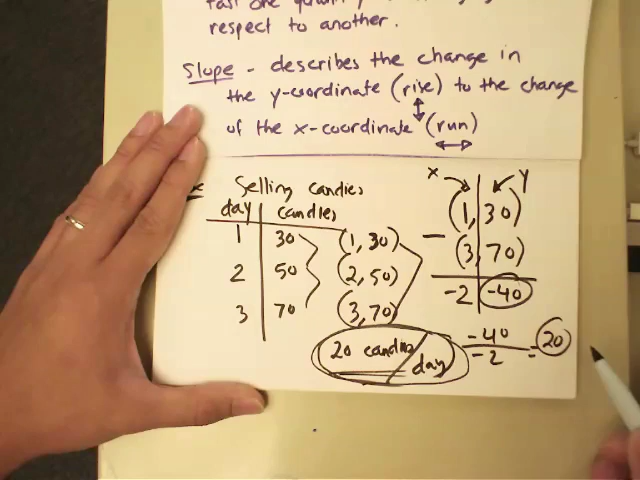 fast one
respect to another.
Slope - describes the change in
the y-coordinate (rise) to the change
of the x-coordinate (run)
Selling candies
day candies
1 30 (1, 30)
2 50 (2, 50)
3 70 (3, 70)
20 candies/day
x y
(1, 30)
- (3, 70)
-2 -40
-40/-2 = 20